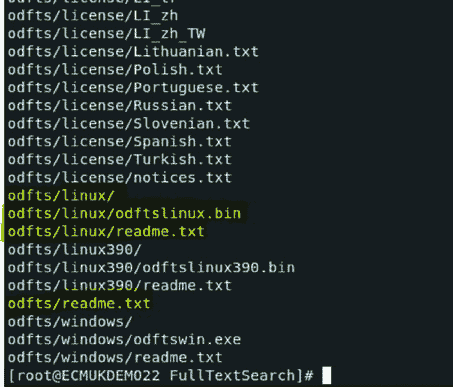 odfts/license/LI_zh
odfts/license/LI_zh_TW
odfts/license/Lithuanian.txt
odfts/license/Polish.txt
odfts/license/Portuguese.txt
odfts/license/Russian.txt
odfts/license/Slovenian.txt
odfts/license/Spanish.txt
odfts/license/Turkish.txt
odfts/license/notices.txt
odfts/linux/
odfts/linux/odftslinux.bin
odfts/linux/readme.txt
odfts/linux390/
odfts/linux390/odftslinux390.bin
odfts/linux390/readme.txt
odfts/readme.txt
odfts/windows/
odfts/windows/odftswin.exe
odfts/windows/readme.txt
[root@ECMUKDEMO22 FullTextSearch]#